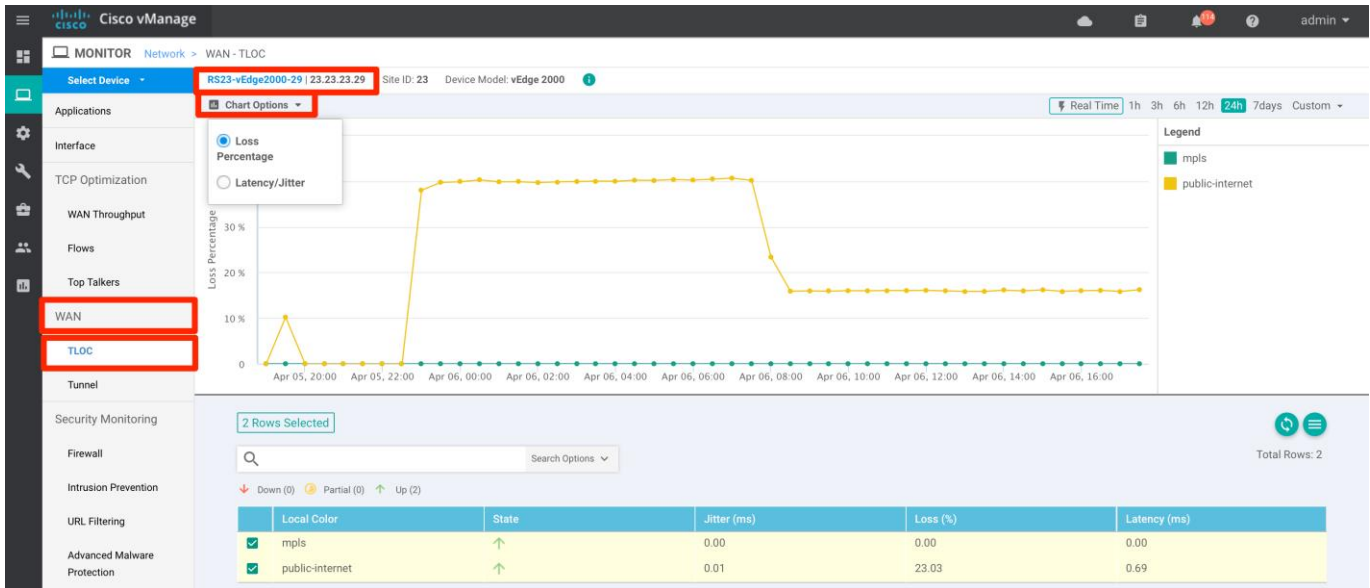 cisco Cisco vManage 114 admin
MONITOR Network > WAN - TLOC
Select Device RS23-vEdge2000-29 | 23.23.23.29 Site ID: 23 Device Model: vEdge 2000
Applications
Interface
TCP Optimization
WAN Throughput
Flows
Top Talkers
WAN
TLOC
Tunnel
Security Monitoring
Firewall
Intrusion Prevention
URL Filtering
Advanced Malware
Protection
Chart Options
Real Time 1h 3h 6h 12h 24h 7days Custom
Loss
Percentage
Latency/Jitter
Loss Percentage
30 %
20 %
10 %
0
Apr 05, 20:00 Apr 05, 22:00 Apr 06, 00:00 Apr 06, 02:00 Apr 06, 04:00 Apr 06, 06:00 Apr 06, 08:00 Apr 06, 10:00 Apr 06, 12:00 Apr 06, 14:00 Apr 06, 16:00
Legend
mpls
public-internet
2 Rows Selected
Search Options
Total Rows: 2
Down (0) Partial (0) Up (2)
Local Color State Jitter (ms) Loss (%) Latency (ms)
mpls 0.00 0.00 0.00
public-internet 0.01 23.03 0.69